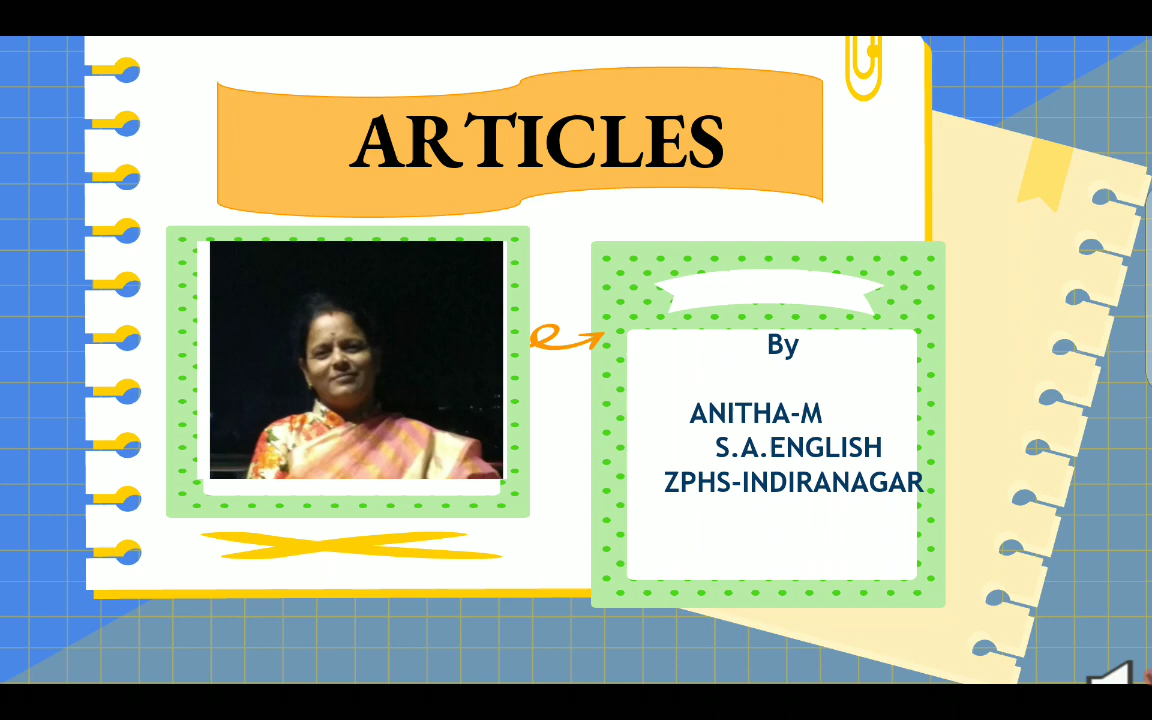 ARTICLES
By
ANITHA-M
S.A.ENGLISH
ZPHS-INDIRANAGAR